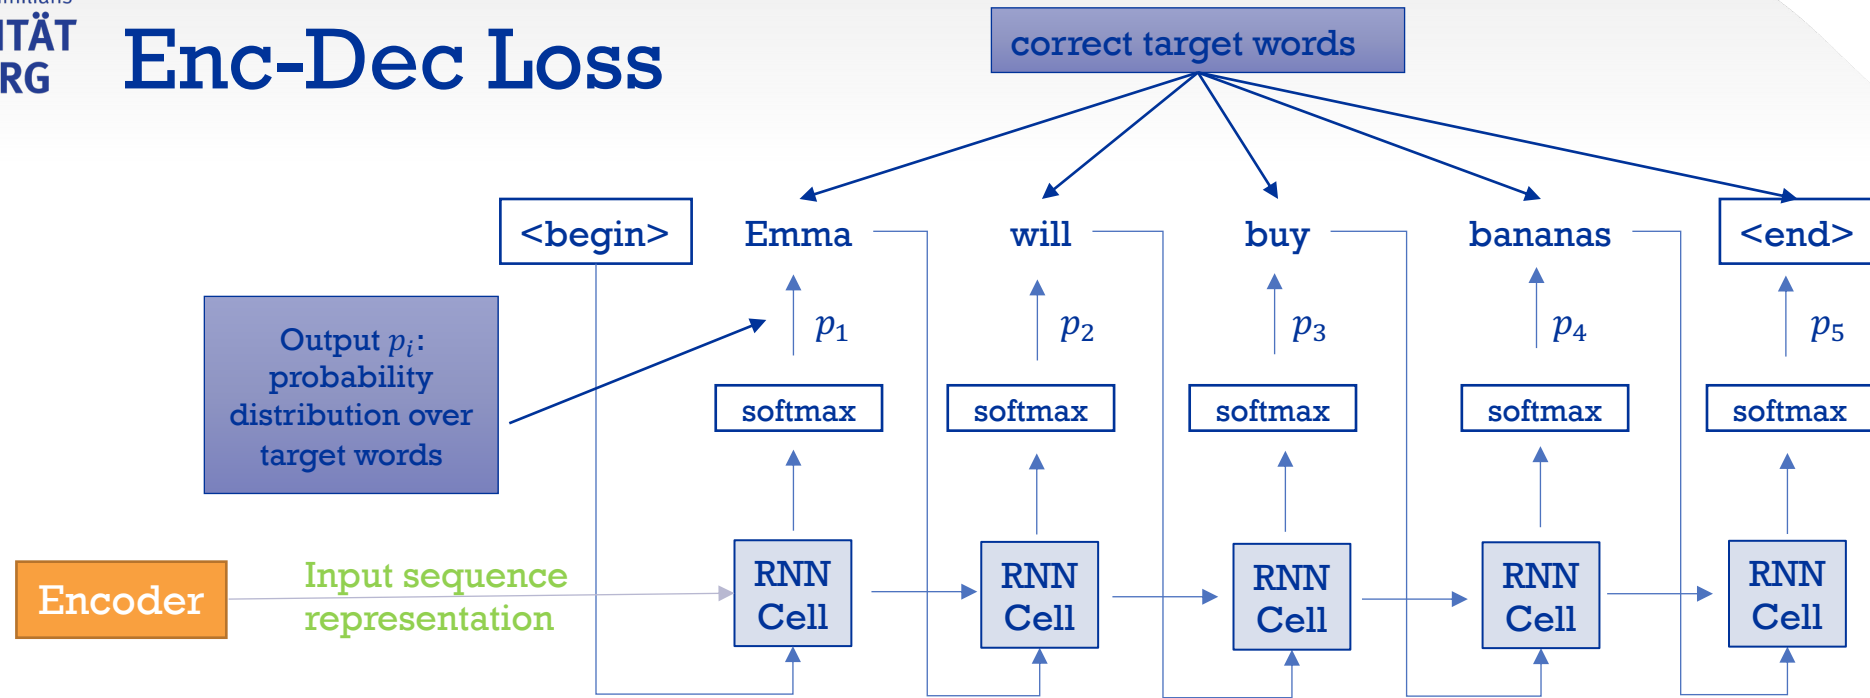 ITÄT
RG
Enc-Dec Loss
correct target words
<begin>
Emma
will
buy
bananas
<end>
Output pᵢ:
probability
distribution over
target words
p₁
p₂
p₃
p₄
p₅
softmax
softmax
softmax
softmax
softmax
Encoder
Input sequence
representation
RNN
Cell
RNN
Cell
RNN
Cell
RNN
Cell
RNN
Cell